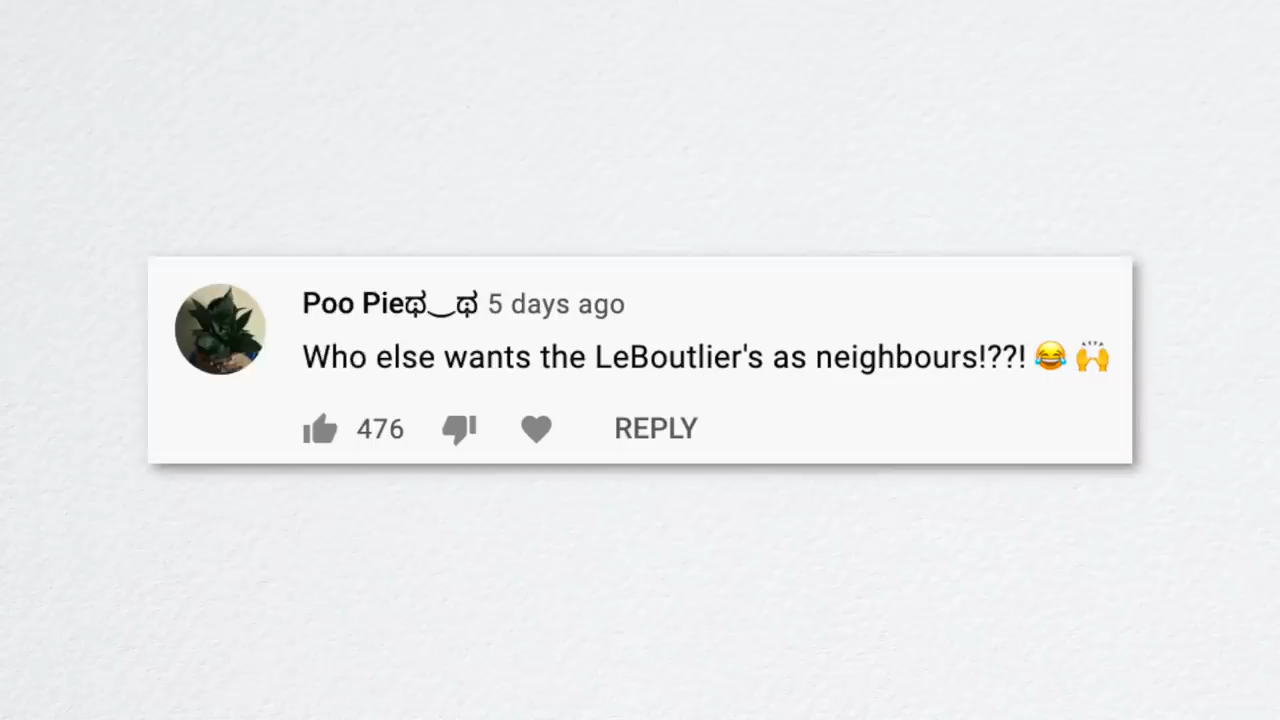 Poo Pieಥ‿ಥ 5 days ago
Who else wants the LeBoutlier's as neighbours!??! 😂 🙌
476 REPLY